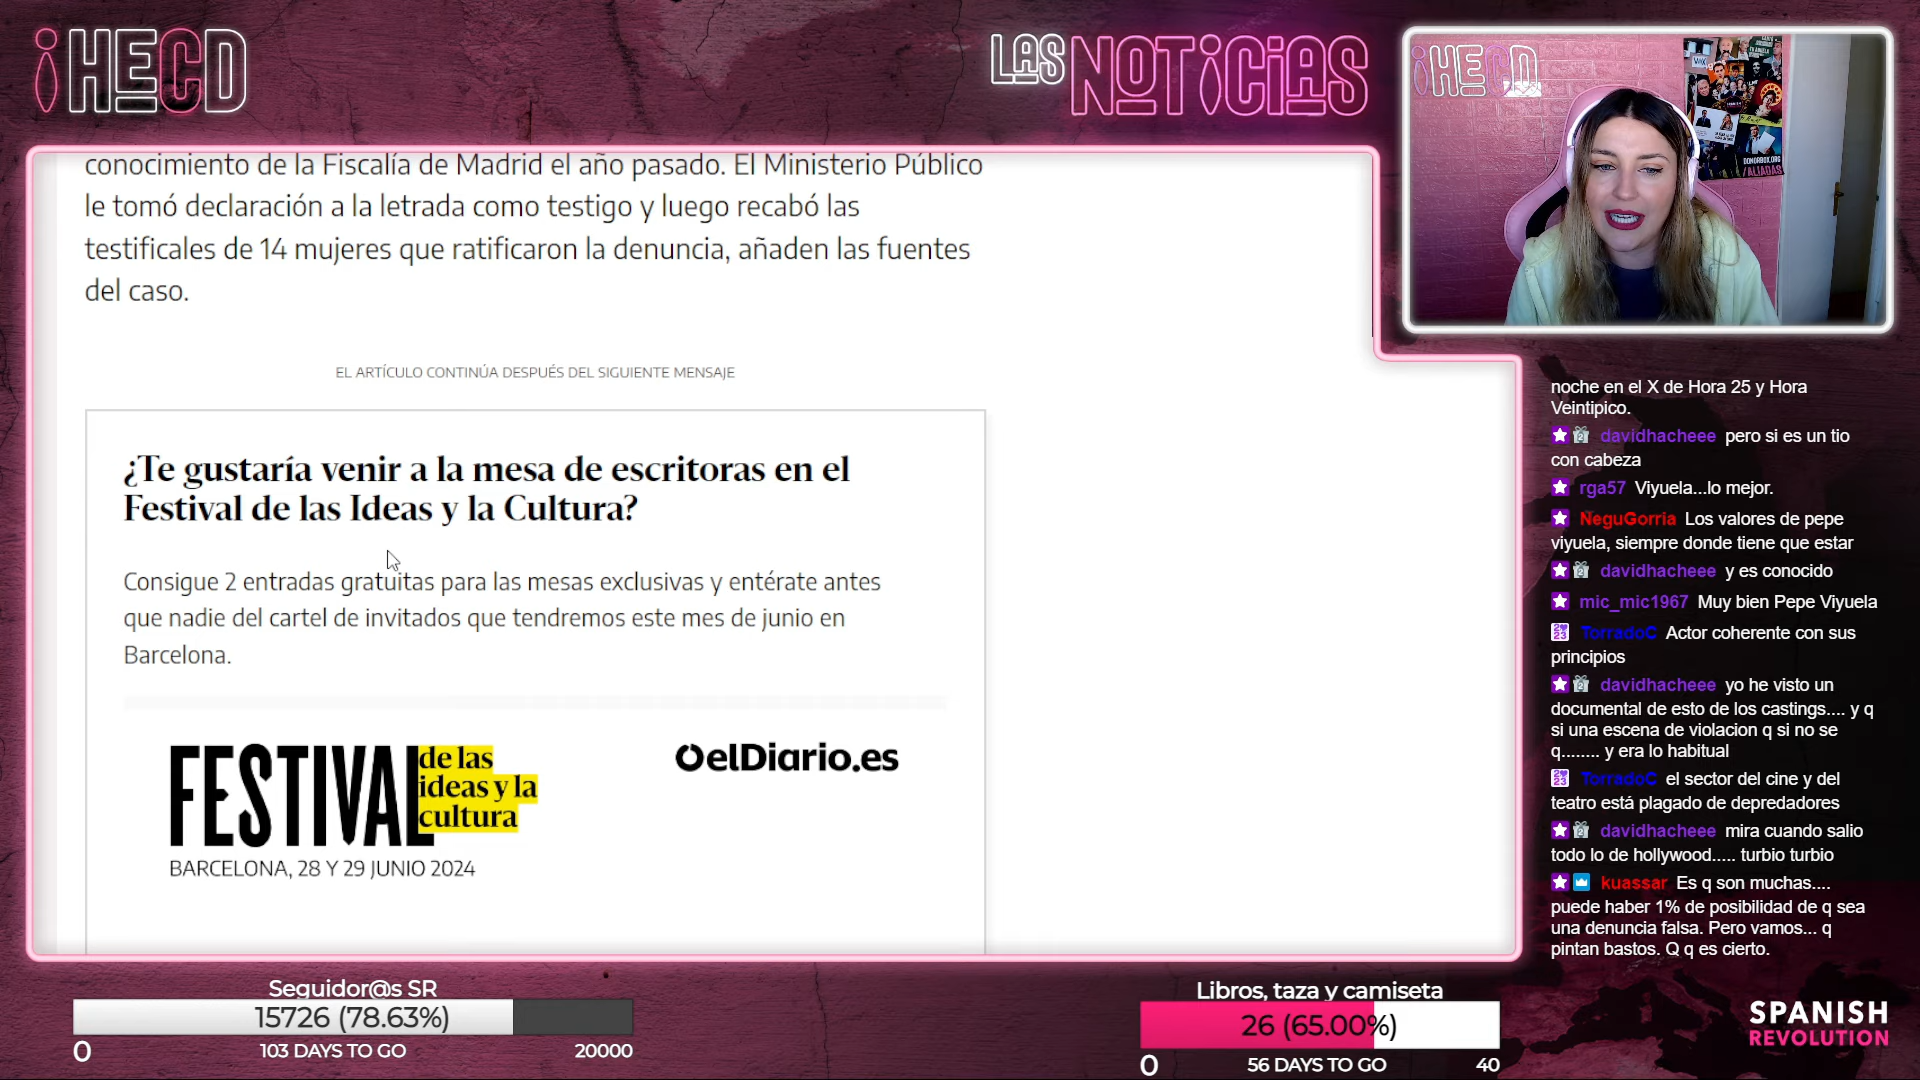 iHECD
LAS NOTiCiAS
iHECD
conocimiento de la Fiscalía de Madrid el año pasado. El Ministerio Público
le tomó declaración a la letrada como testigo y luego recabó las
testificales de 14 mujeres que ratificaron la denuncia, añaden las fuentes
del caso.
EL ARTÍCULO CONTINÚA DESPUÉS DEL SIGUIENTE MENSAJE
¿Te gustaría venir a la mesa de escritoras en el
Festival de las Ideas y la Cultura?
Consigue 2 entradas gratuitas para las mesas exclusivas y entérate antes
que nadie del cartel de invitados que tendremos este mes de junio en
Barcelona.
FESTIVAL
de las
ideas y la
cultura
elDiario.es
BARCELONA, 28 Y 29 JUNIO 2024
DONORBOX.ORG
/ALIADAS
noche en el X de Hora 25 y Hora
Veintipico.
davidhacheee pero si es un tio
con cabeza
rga57 Viyuela...lo mejor.
NeguGorria Los valores de pepe
viyuela, siempre donde tiene que estar
davidhacheee y es conocido
mic_mic1967 Muy bien Pepe Viyuela
TorradoC Actor coherente con sus
principios
davidhacheee yo he visto un
documental de esto de los castings.... y q
si una escena de violacion q si no se
q........ y era lo habitual
TorradoC el sector del cine y del
teatro está plagado de depredadores
davidhacheee mira cuando salio
todo lo de hollywood..... turbio turbio
kuassar Es q son muchas....
puede haber 1% de posibilidad de q sea
una denuncia falsa. Pero vamos... q
pintan bastos. Q q es cierto.
Seguidor@s SR
15726 (78.63%)
0 103 DAYS TO GO 20000
Libros, taza y camiseta
26 (65.00%)
0 56 DAYS TO GO 40
SPANISH
REVOLUTION